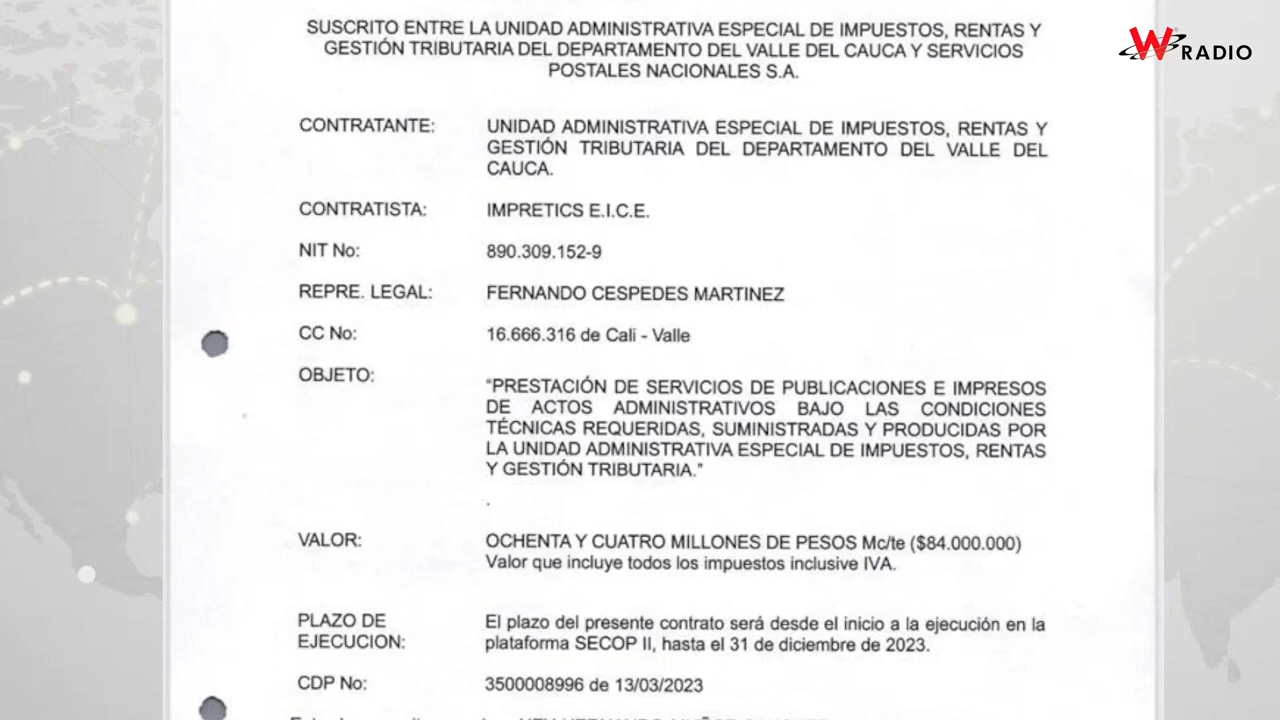 SUSCRITO ENTRE LA UNIDAD ADMINISTRATIVA ESPECIAL DE IMPUESTOS, RENTAS Y
GESTIÓN TRIBUTARIA DEL DEPARTAMENTO DEL VALLE DEL CAUCA Y SERVICIOS
POSTALES NACIONALES S.A.
W RADIO
CONTRATANTE: UNIDAD ADMINISTRATIVA ESPECIAL DE IMPUESTOS, RENTAS Y
GESTIÓN TRIBUTARIA DEL DEPARTAMENTO DEL VALLE DEL
CAUCA.
CONTRATISTA: IMPRETICS E.I.C.E.
NIT No: 890.309.152-9
REPRE. LEGAL: FERNANDO CESPEDES MARTINEZ
CC No: 16.666.316 de Cali - Valle
OBJETO: "PRESTACIÓN DE SERVICIOS DE PUBLICACIONES E IMPRESOS
DE ACTOS ADMINISTRATIVOS BAJO LAS CONDICIONES
TÉCNICAS REQUERIDAS, SUMINISTRADAS Y PRODUCIDAS POR
LA UNIDAD ADMINISTRATIVA ESPECIAL DE IMPUESTOS, RENTAS
Y GESTIÓN TRIBUTARIA."
.
VALOR: OCHENTA Y CUATRO MILLONES DE PESOS Mc/te ($84.000.000)
Valor que incluye todos los impuestos inclusive IVA.
PLAZO DE EJECUCION: El plazo del presente contrato será desde el inicio a la ejecución en la
plataforma SECOP II, hasta el 31 de diciembre de 2023.
CDP No: 3500008996 de 13/03/2023